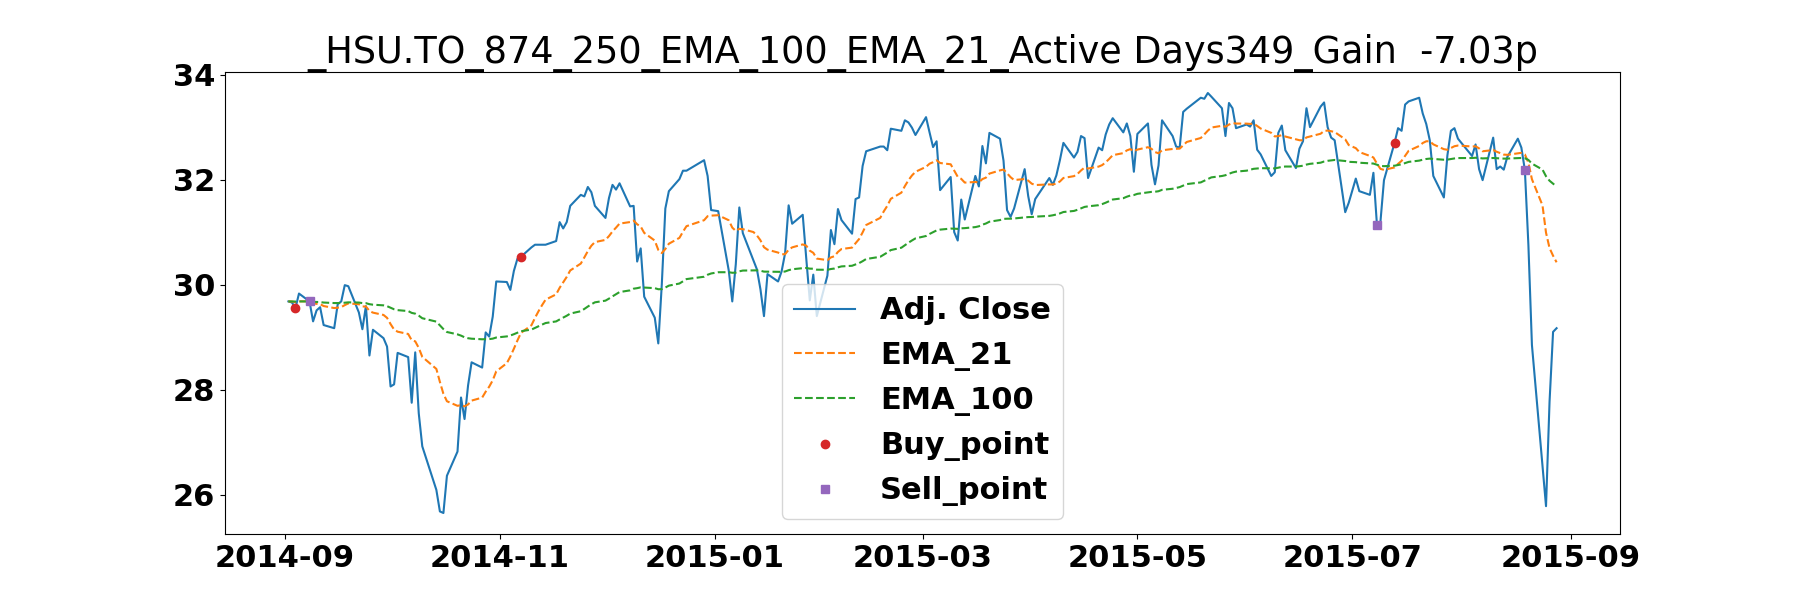 _HSU.TO_874_250_EMA_100_EMA_21_Active Days349_Gain  -7.03p
34
32
30
28
26
Adj. Close
EMA_21
EMA_100
Buy_point
Sell_point
2014-09 2014-11 2015-01 2015-03 2015-05 2015-07 2015-09